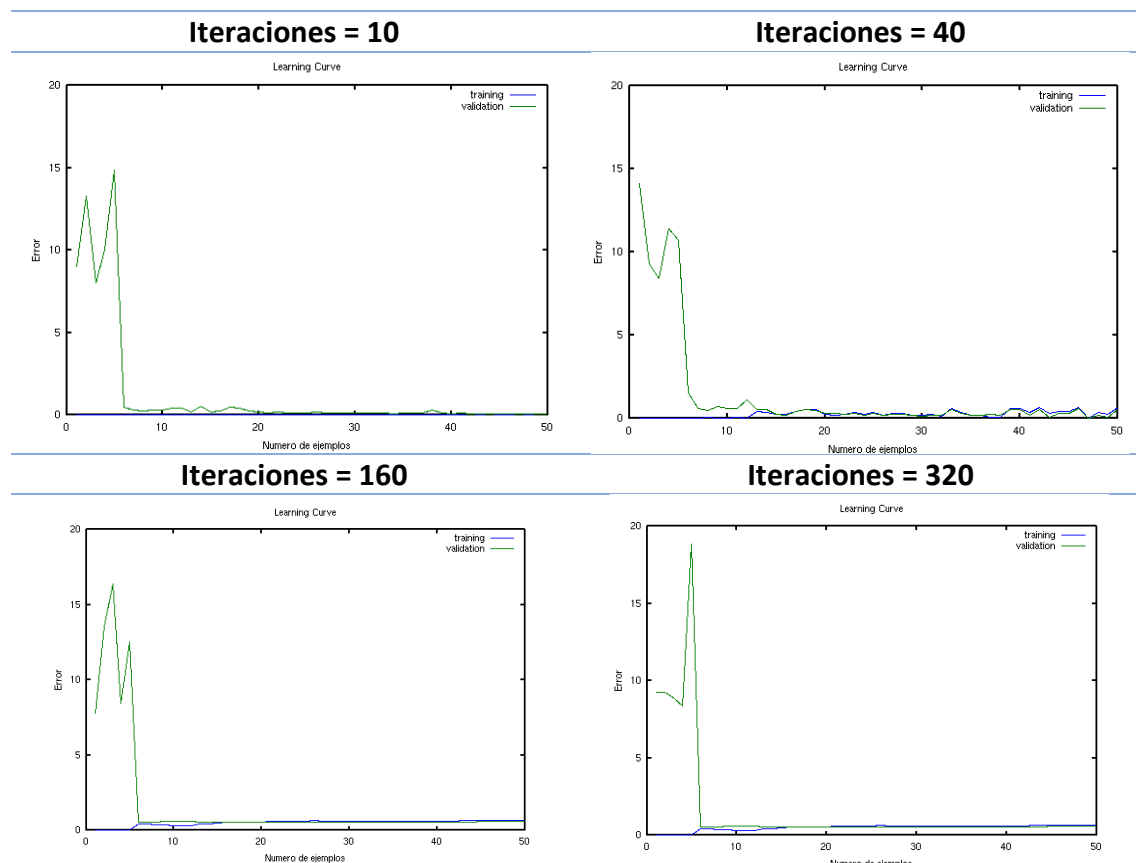 Iteraciones = 10
Learning Curve
20
15
10
5
0
Error
training
validation
0 10 20 30 40 50
Numero de ejemplos
Iteraciones = 40
Learning Curve
20
15
10
5
0
Error
training
validation
0 10 20 30 40 50
Numero de ejemplos
Iteraciones = 160
Learning Curve
20
15
10
5
0
Error
training
validation
0 10 20 30 40 50
Numero de ejemplos
Iteraciones = 320
Learning Curve
20
15
10
5
0
Error
training
validation
0 10 20 30 40 50
Numero de ejemplos